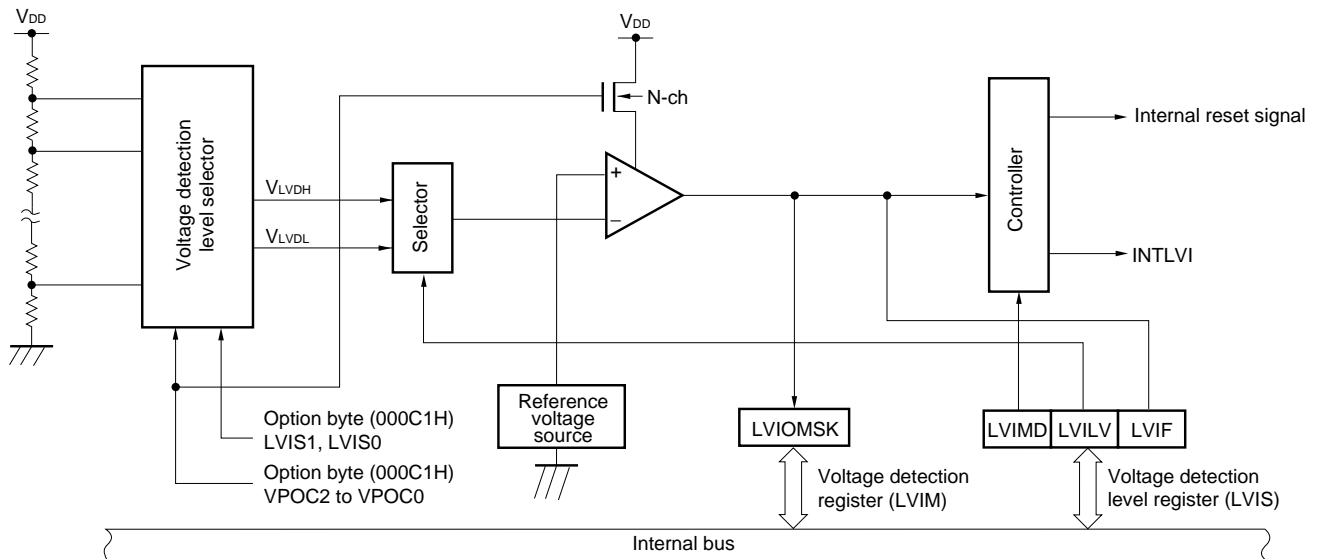 VDD
VDD
N-ch
Voltage detection
level selector
VLVDH
VLVDL
Selector
+
−
Controller
Internal reset signal
INTLVI
Reference
voltage
source
LVIOMSK
LVIMD LVILV LVIF
Option byte (000C1H)
LVIS1, LVIS0
Option byte (000C1H)
VPOC2 to VPOC0
Voltage detection
register (LVIM)
Voltage detection
level register (LVIS)
Internal bus